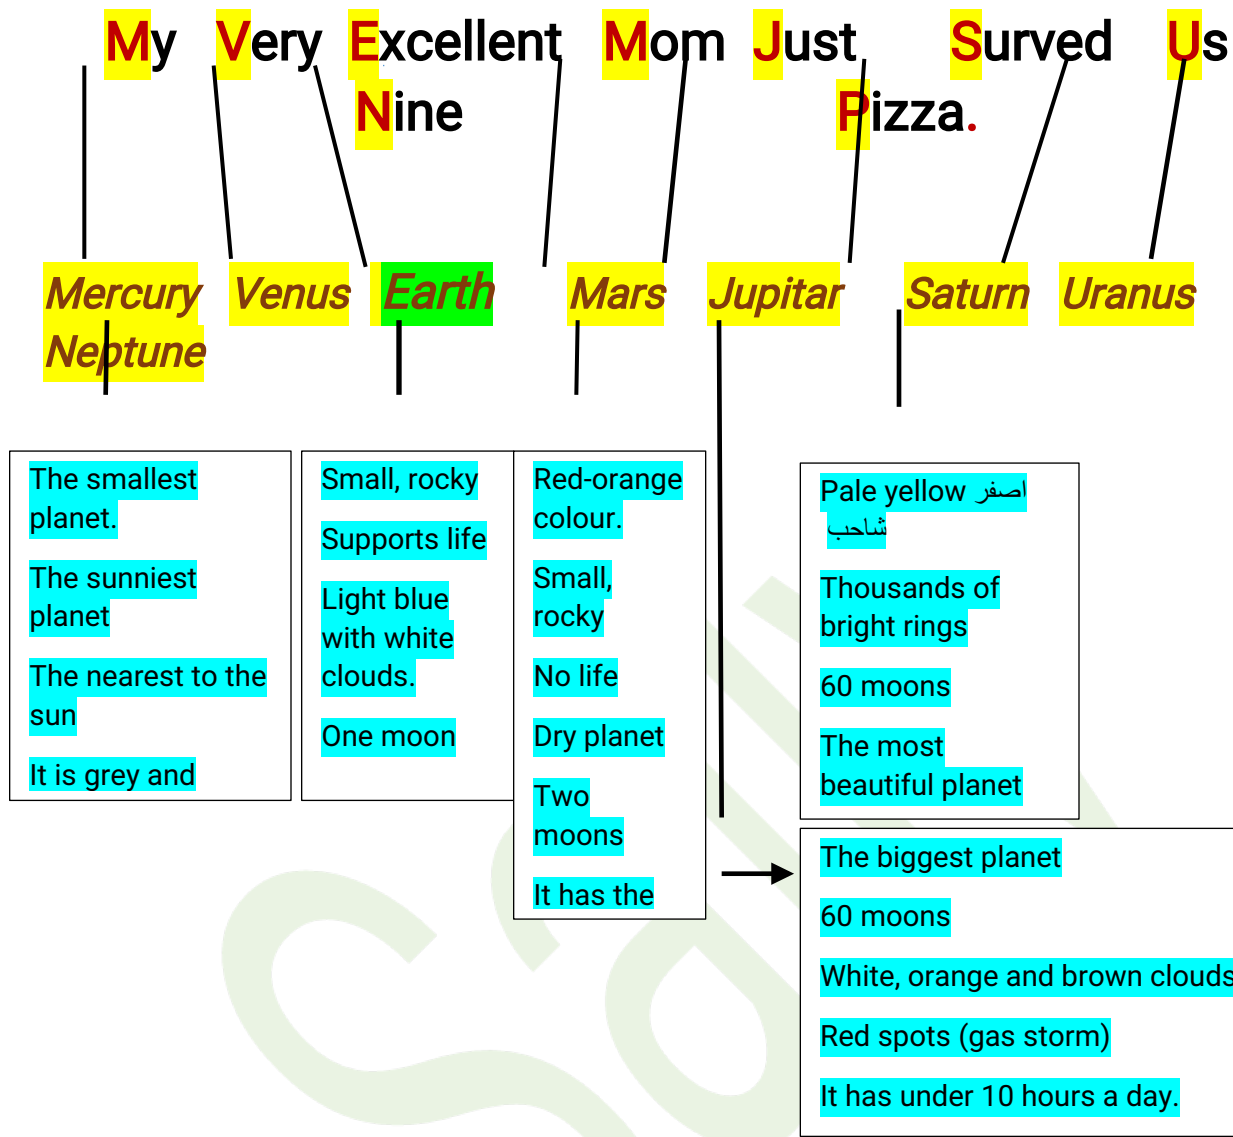 My Very Excellent Mom Just Surved Us
Nine Pizza.
Mercury Venus Earth Mars Jupitar Saturn Uranus
Neptune
The smallest
planet.
The sunniest
planet
The nearest to the
sun
It is grey and
Small, rocky
Supports life
Light blue
with white
clouds.
One moon
Red-orange
colour.
Small,
rocky
No life
Dry planet
Two
moons
It has the
Pale yellow اصفر
شاحب
Thousands of
bright rings
60 moons
The most
beautiful planet
The biggest planet
60 moons
White, orange and brown clouds
Red spots (gas storm)
It has under 10 hours a day.